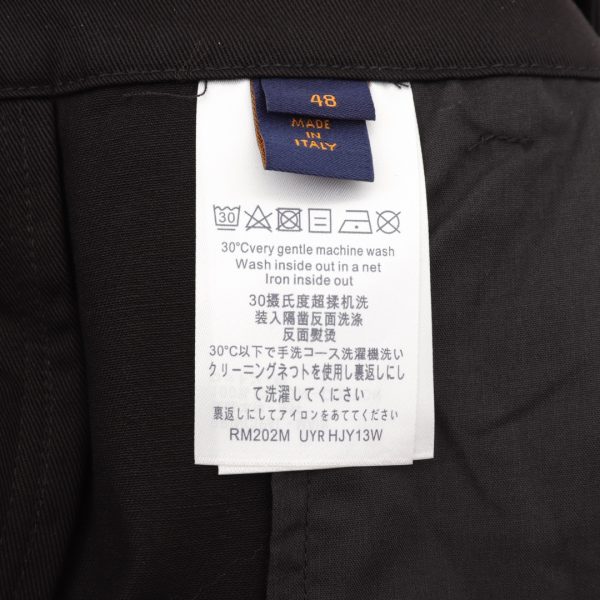 48
MADE
IN
ITALY
30
30°Cvery gentle machine wash
Wash inside out in a net
Iron inside out
30摄氏度超揉机洗
装入隔凿反面洗涤
反面熨烫
30°C以下で手洗コース洗濯機洗い
クリーニングネつトを使用し裏返しにし
て洗濯してください
裏返しにしてアイロンをあててください
RM202M UYR HJY13W